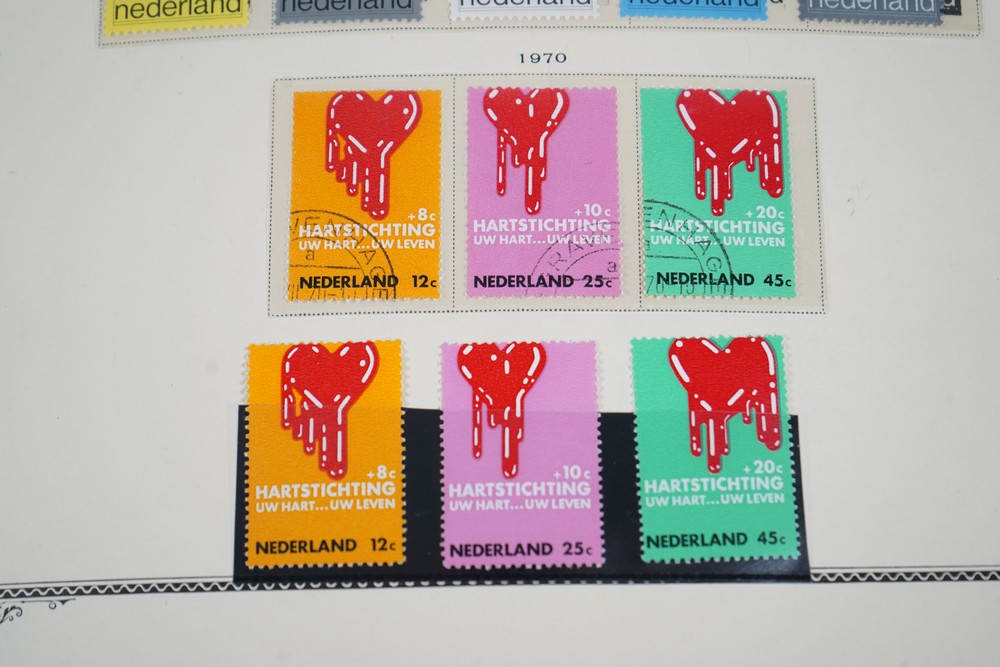 nederland nederland nederland nederland nederland
1970
+8c
HARTSTICHTING
UW HART...UW LEVEN
NEDERLAND 12c
+10c
HARTSTICHTING
UW HART...UW LEVEN
NEDERLAND 25c
+20c
HARTSTICHTING
UW HART...UW LEVEN
NEDERLAND 45c
+8c
HARTSTICHTING
UW HART...UW LEVEN
NEDERLAND 12c
+10c
HARTSTICHTING
UW HART...UW LEVEN
NEDERLAND 25c
+20c
HARTSTICHTING
UW HART...UW LEVEN
NEDERLAND 45c